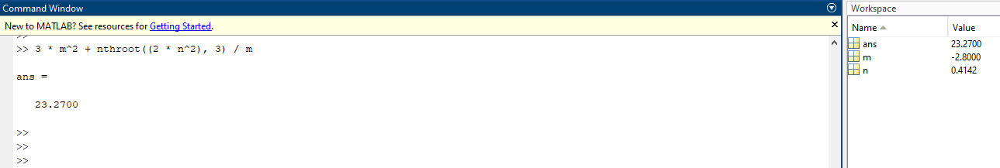 Command Window
New to MATLAB? See resources for Getting Started.
>>
>> 3 * m^2 + nthroot((2 * n^2), 3) / m
ans =
23.2700
>>
>>
>>
Workspace
Name Value
ans 23.2700
m -2.8000
n 0.4142